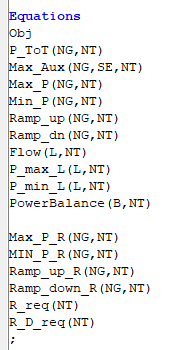 Equations
Obj
P_ToT(NG,NT)
Max_Aux(NG,SE,NT)
Max_P(NG,NT)
Min_P(NG,NT)
Ramp_up(NG,NT)
Ramp_dn(NG,NT)
Flow(L,NT)
P_max_L(L,NT)
P_min_L(L,NT)
PowerBalance(B,NT)
Max_P_R(NG,NT)
MIN_P_R(NG,NT)
Ramp_up_R(NG,NT)
Ramp_down_R(NG,NT)
R_req(NT)
R_D_req(NT)
;